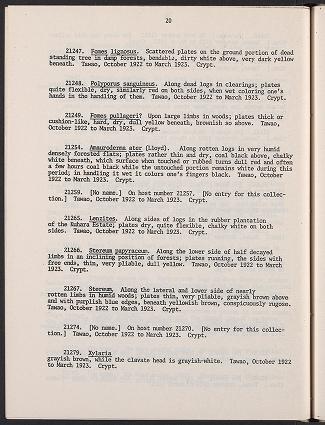 20
21247. Fomes lignosus. Scattered plates on the ground portion of dead
standing tree in damp forests, bendable, dirty white above, very dark yellow
beneath. Tawao, October 1922 to March 1923. Crypt.
21248. Polyporus sanguineus. Along dead logs in clearings; plates
quite flexible, dry, similarly red on both sides, when wet coloring one's
hands in the handling of them. Tawao, October 1922 to March 1923. Crypt.
21249. Fomes pullageri? Upon large limbs in woods; plates thick or
cushion-like, hard, dry, dull yellow beneath, brownish so above. Tawao,
October 1922 to March 1923. Crypt.
21254. Amauroderma ater (Lloyd). Along rotten logs in very humid
densely forested flats; plates rather thin and dry, coal black above, chalky
white beneath, which surface when touched or rubbed turns dull red and often
a few hours coal black while the untouched portion remains white during this
period; in handling it wet it colors one's fingers black. Tawao, October
1922 to March 1923. Crypt.
21259. [No name.] On host number 21257. [No entry for this collec-
tion.] Tawao, October 1922 to March 1923. Crypt.
21265. Lenzites. Along sides of logs in the rubber plantation
of the Kuhara Estate; plates dry, quite flexible, chalky white on both
sides. Tawao, October 1922 to March 1923. Crypt.
21266. Stereum papyraceum. Along the lower side of half decayed
limbs in an inclining position of forests; plates running, the sides with
free ends, thin, very pliable, dull yellow. Tawao, October 1922 to March
1923. Crypt.
21267. Stereum. Along the lateral and lower side of nearly
rotten limbs in humid woods; plates thin, very pliable, grayish brown above
and with purplish blue edges, beneath yellowish brown, conspicuously rugose.
Tawao, October 1922 to March 1923. Crypt.
21274. [No name.] On host number 21270. [No entry for this collec-
tion.] Tawao, October 1922 to March 1923. Crypt.
21279. Xylaria
grayish brown, while the clavate head is grayish-white. Tawao, October 1922
to March 1923. Crypt.